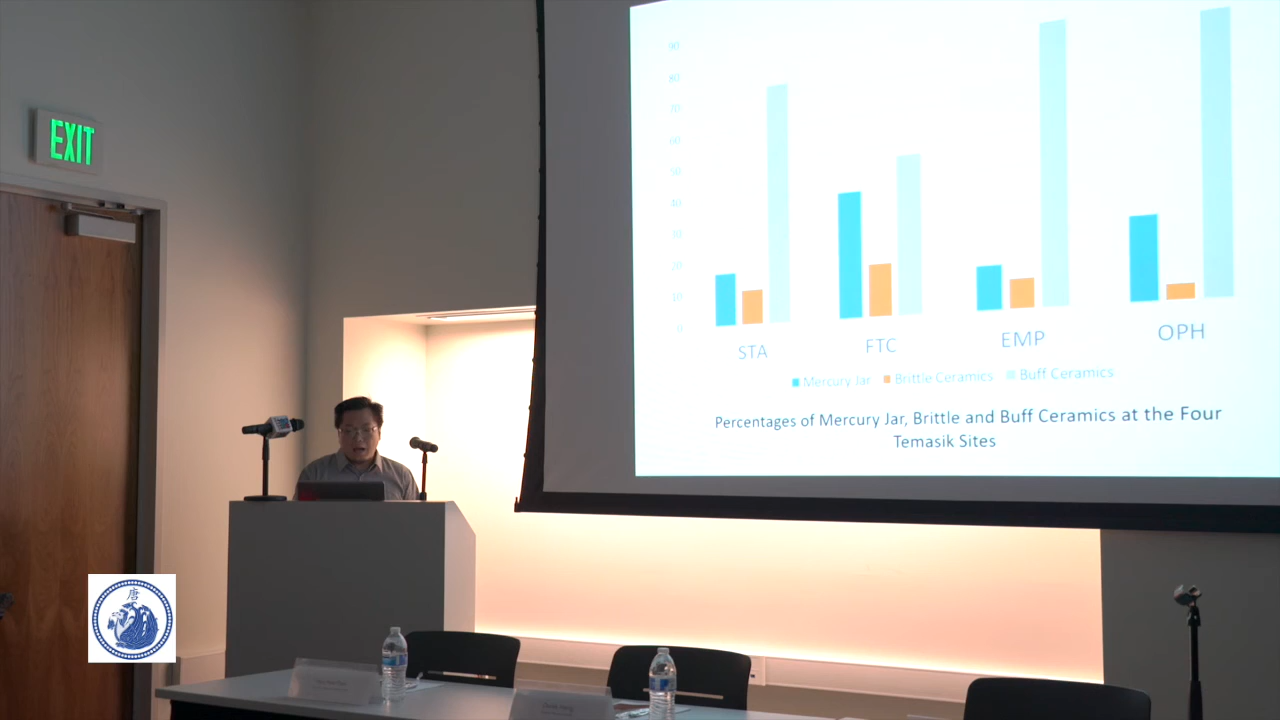 EXIT
90
80
80
60
50
40
30
20
10
0
STA
FTC
EMP
OPH
Mercury Jar
Brittle Ceramics
Buff Ceramics
Percentages of Mercury Jar, Brittle and Buff Ceramics at the Four
Temasik Sites
唐